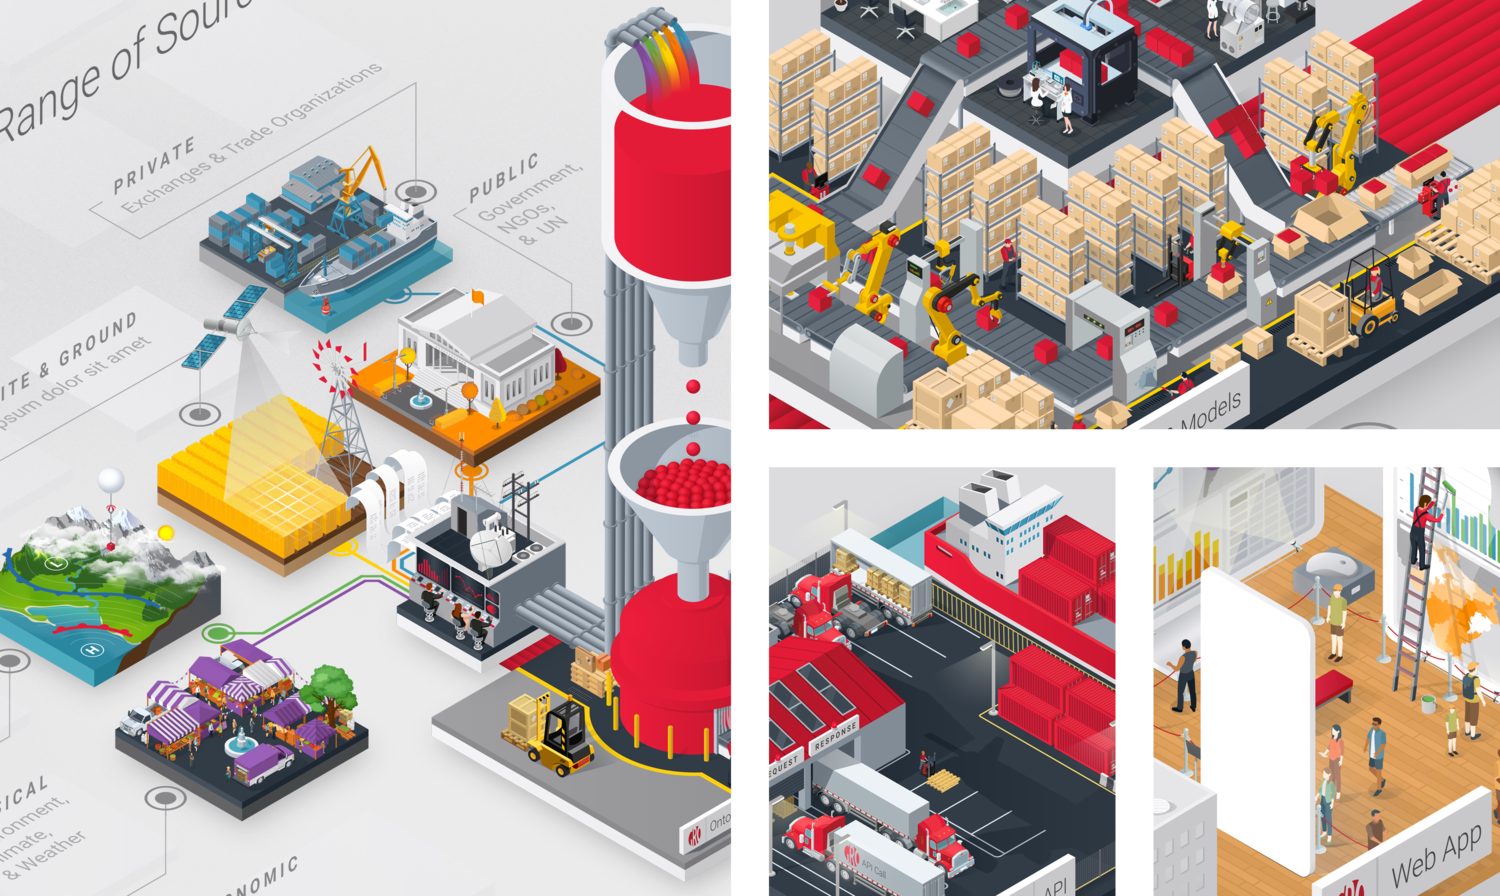 Range of Sour
PRIVATE
Exchanges & Trade Organizations
PUBLIC
Government,
NGOs,
& UN
ITE & GROUND
psum dolor sit amet
L
H
SICAL
ronment,
imate,
& Weather
NOMIC
Onto
Models
REQUEST
RESPONSE
API Call
API
Web App